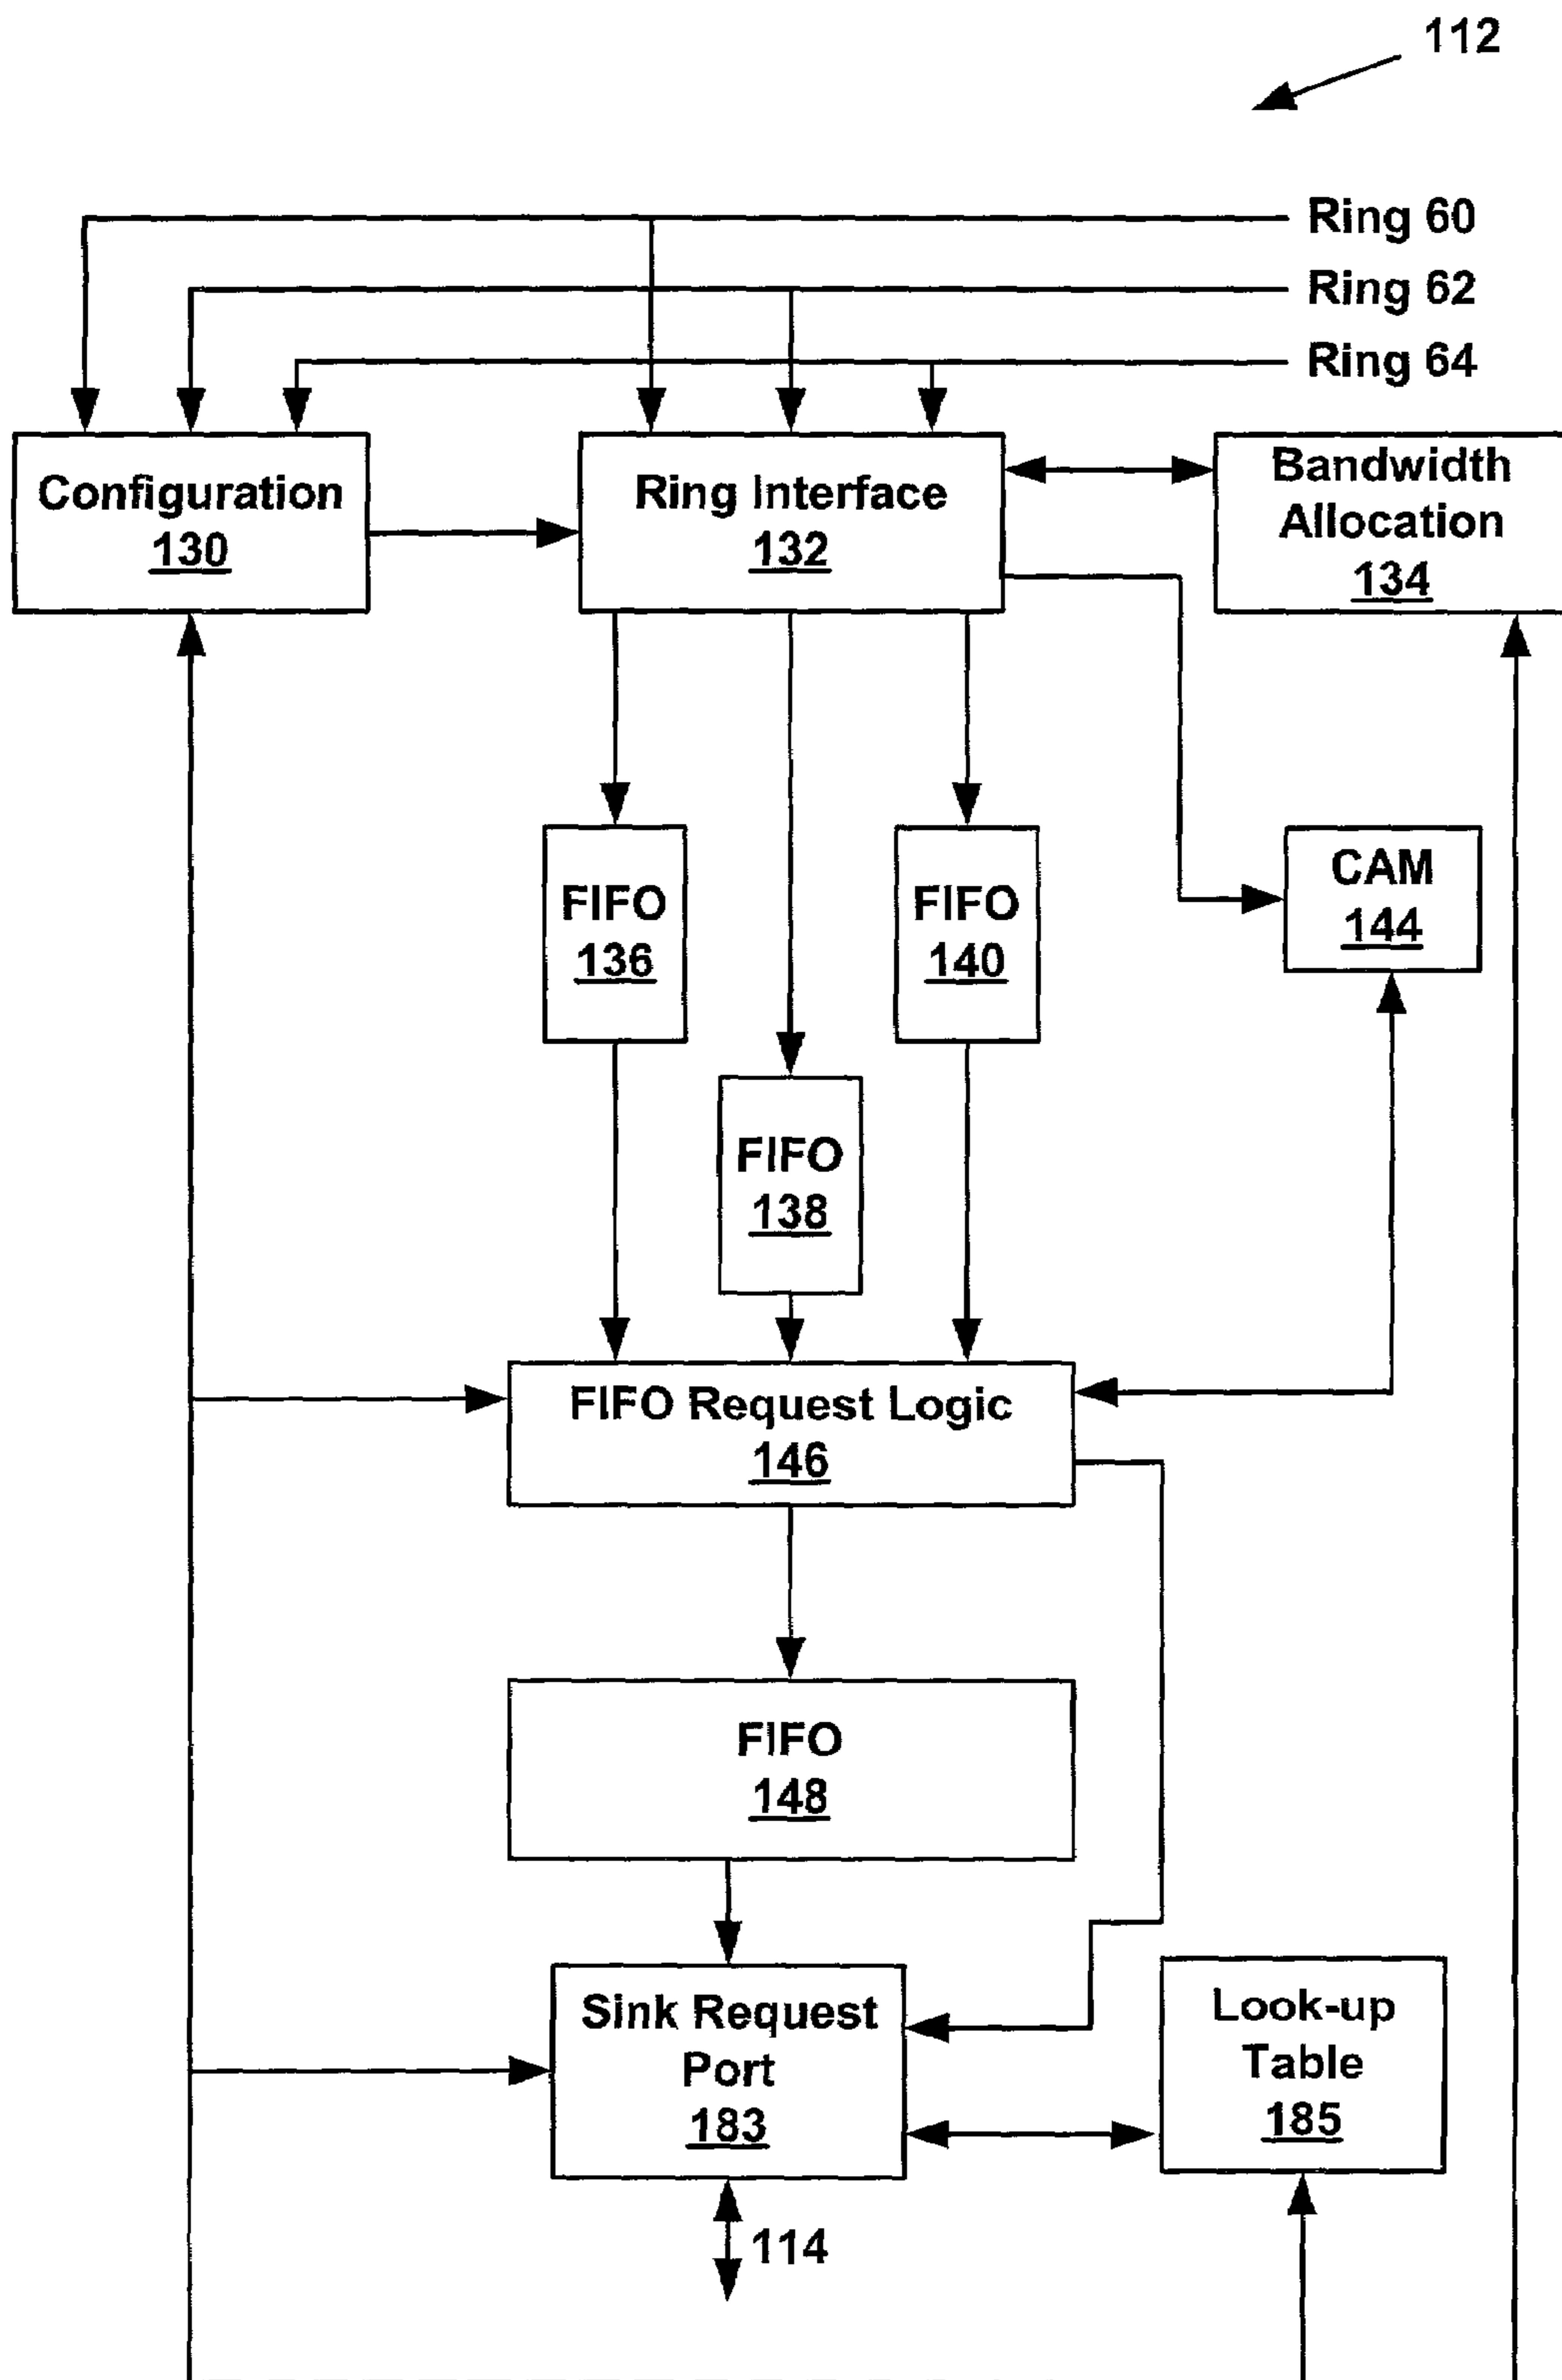 112
Ring 60
Ring 62
Ring 64
Configuration
130
Ring Interface
132
Bandwidth
Allocation
134
FIFO
136
FIFO
140
CAM
144
FIFO
138
FIFO Request Logic
146
FIFO
148
Sink Request
Port
183
Look-up
Table
185
114